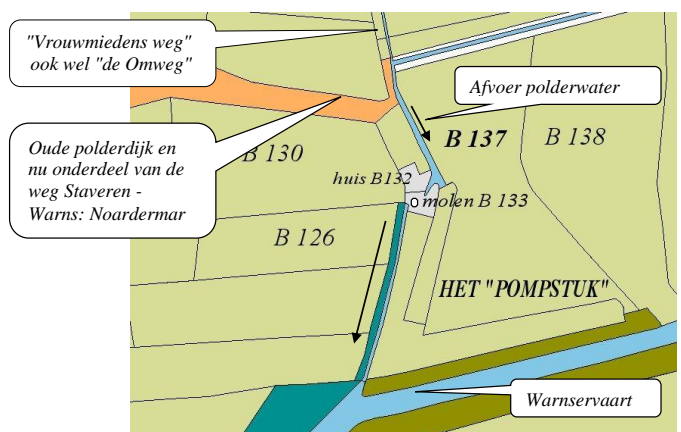 "Vrouwmiedens weg"
ook wel "de Omweg"
Afvoer polderwater
Oude polderdijk en
nu onderdeel van de
weg Staveren -
Warns: Noardermar
B 130
B 137
B 138
huis B132
molen B 133
B 126
HET "POMPSTUK"
Warnservaart